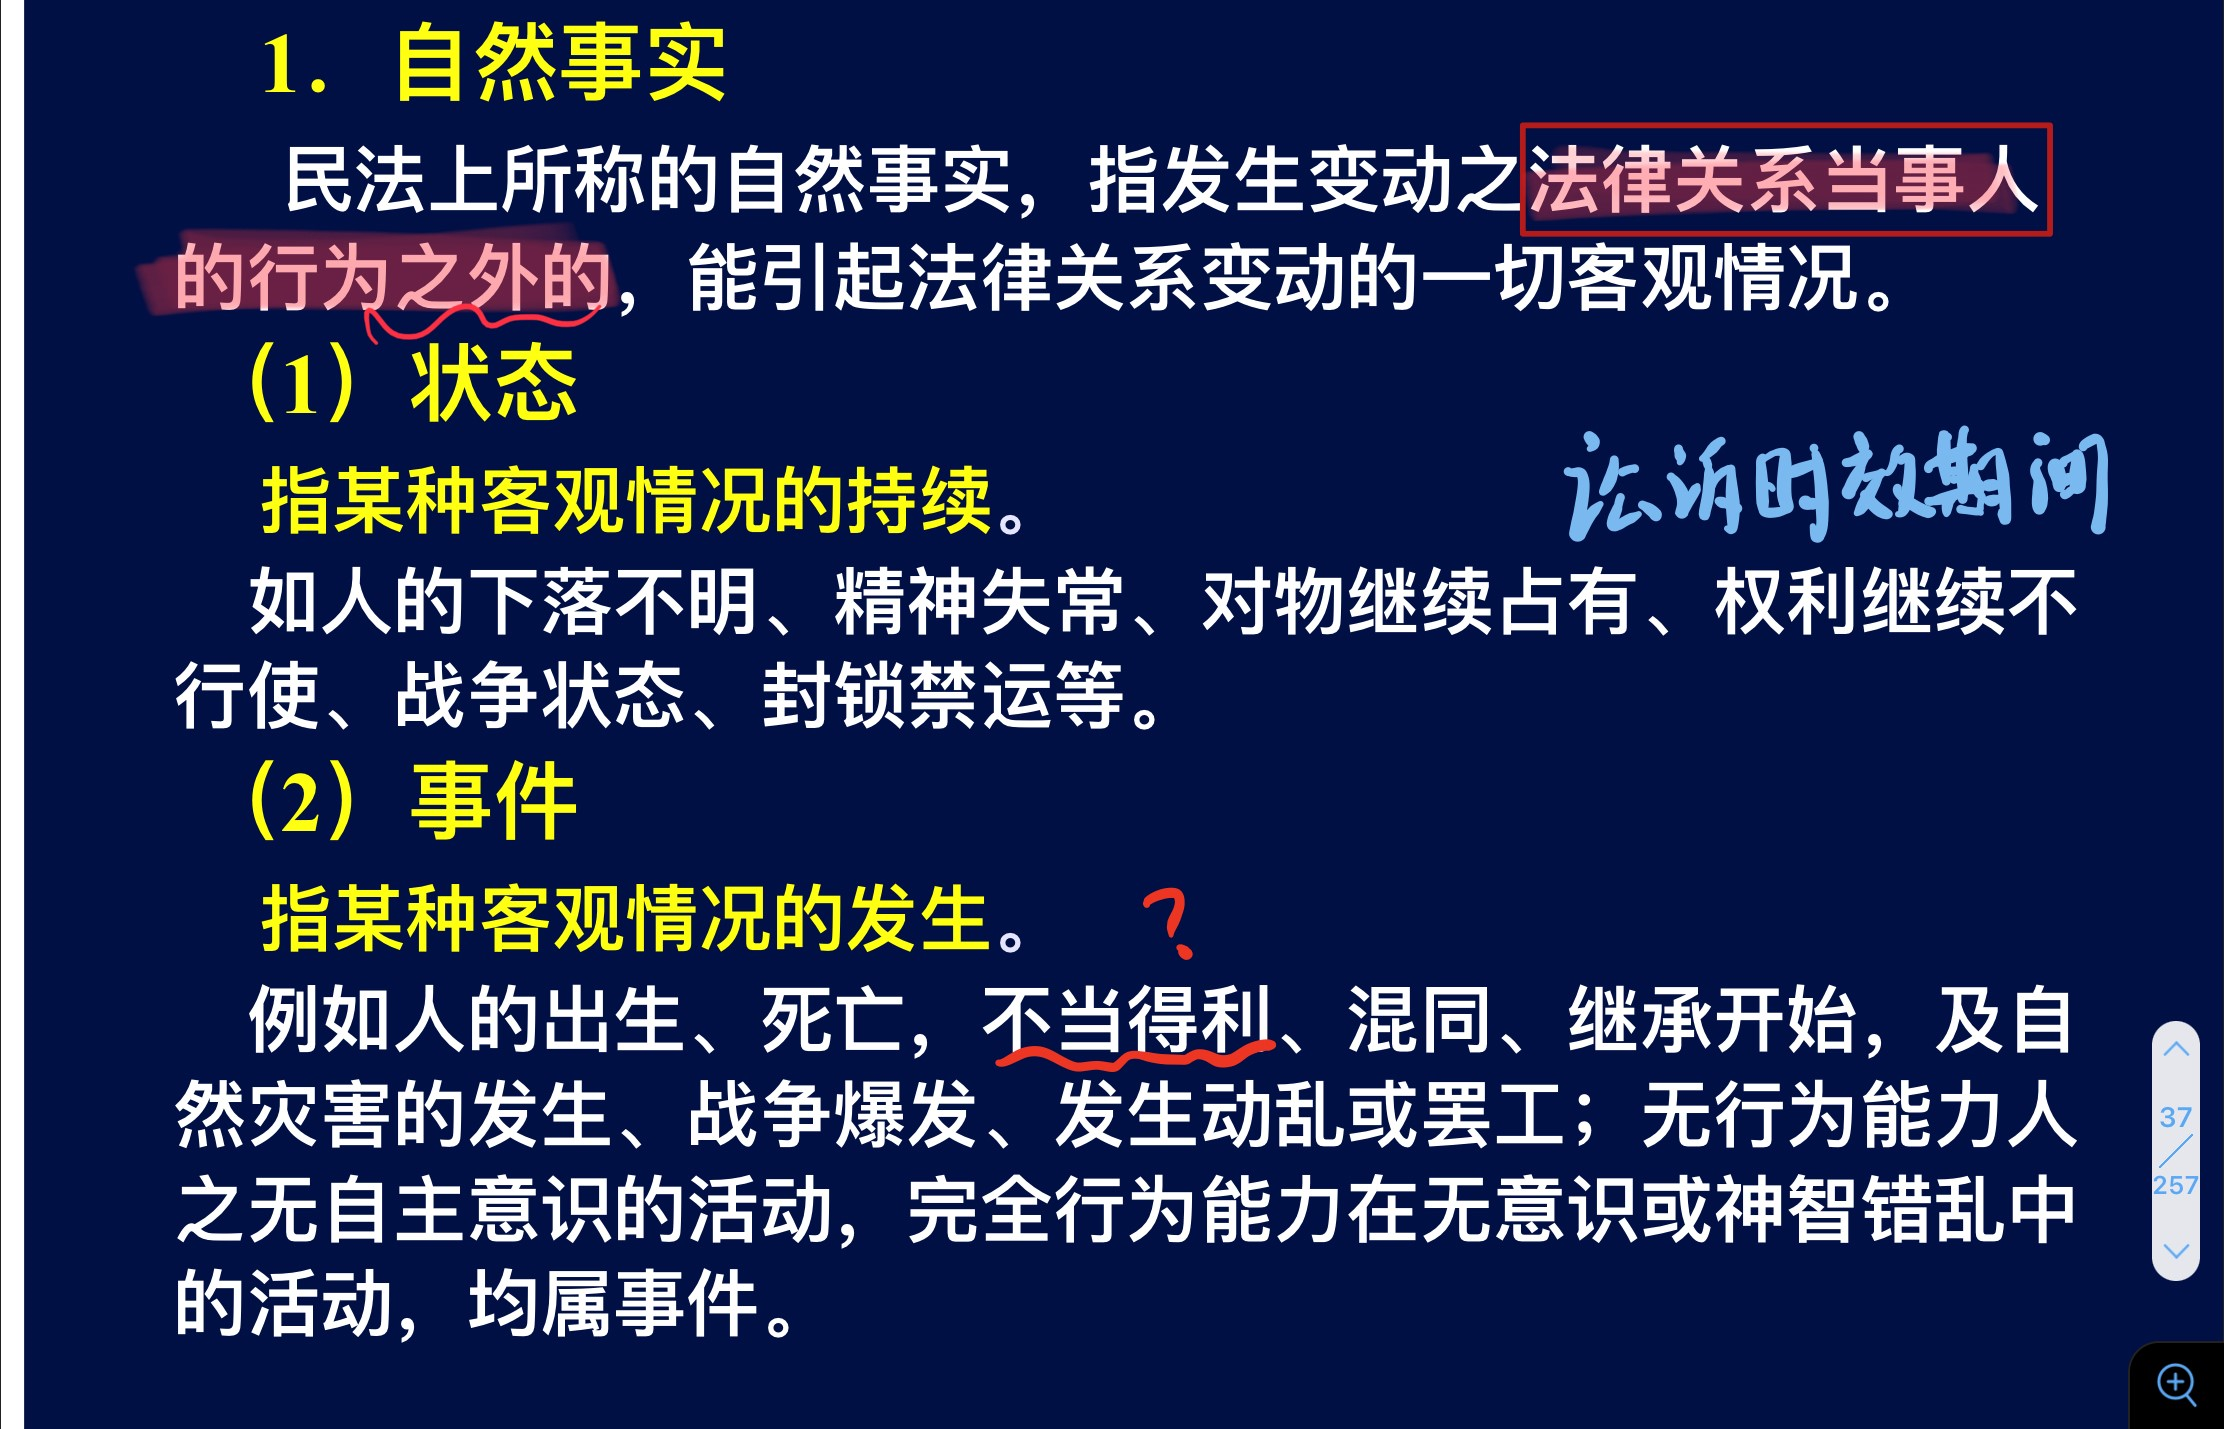 1. 自然事实
民法上所称的自然事实，指发生变动之法律关系当事人
的行为之外的，能引起法律关系变动的一切客观情况。
（1）状态
指某种客观情况的持续。
讼诉时效期间
如人的下落不明、精神失常、对物继续占有、权利继续不
行使、战争状态、封锁禁运等。
（2）事件
指某种客观情况的发生。 ?
例如人的出生、死亡，不当得利、混同、继承开始，及自
然灾害的发生、战争爆发、发生动乱或罢工；无行为能力人
之无自主意识的活动，完全行为能力在无意识或神智错乱中
的活动，均属事件。
37
257